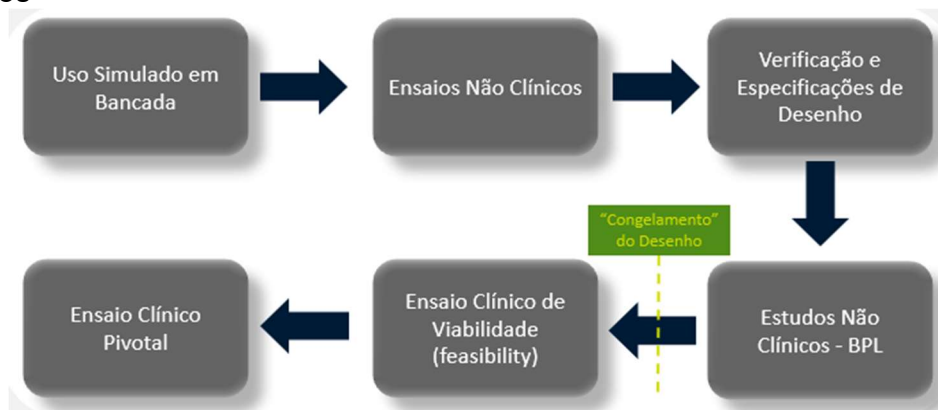 Uso Simulado em
Bancada
Ensaios Não Clínicos
Verificação e
Especificações de
Desenho
"Congelamento"
do Desenho
Ensaio Clínico
Pivotal
Ensaio Clínico de
Viabilidade
(feasibility)
Estudos Não
Clínicos - BPL